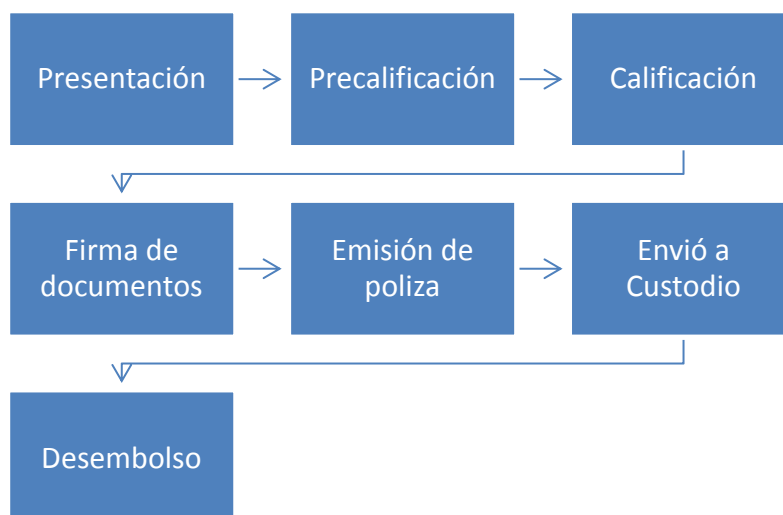 Presentación
Precalificación
Calificación
Firma de
documentos
Emisión de
poliza
Envió a
Custodio
Desembolso